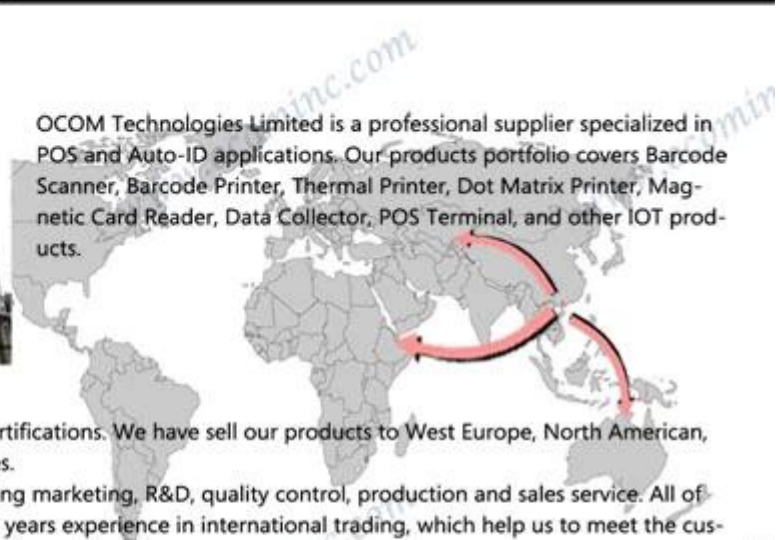 OCOM Technologies Limited is a professional supplier specialized in
POS and Auto-ID applications. Our products portfolio covers Barcode
Scanner, Barcode Printer, Thermal Printer, Dot Matrix Printer, Mag-
netic Card Reader, Data Collector, POS Terminal, and other IOT prod-
ucts.
We have sell our products to West Europe, North American,
marketing, R&D, quality control, production and sales service. All of
years experience in international trading, which help us to meet the cus-